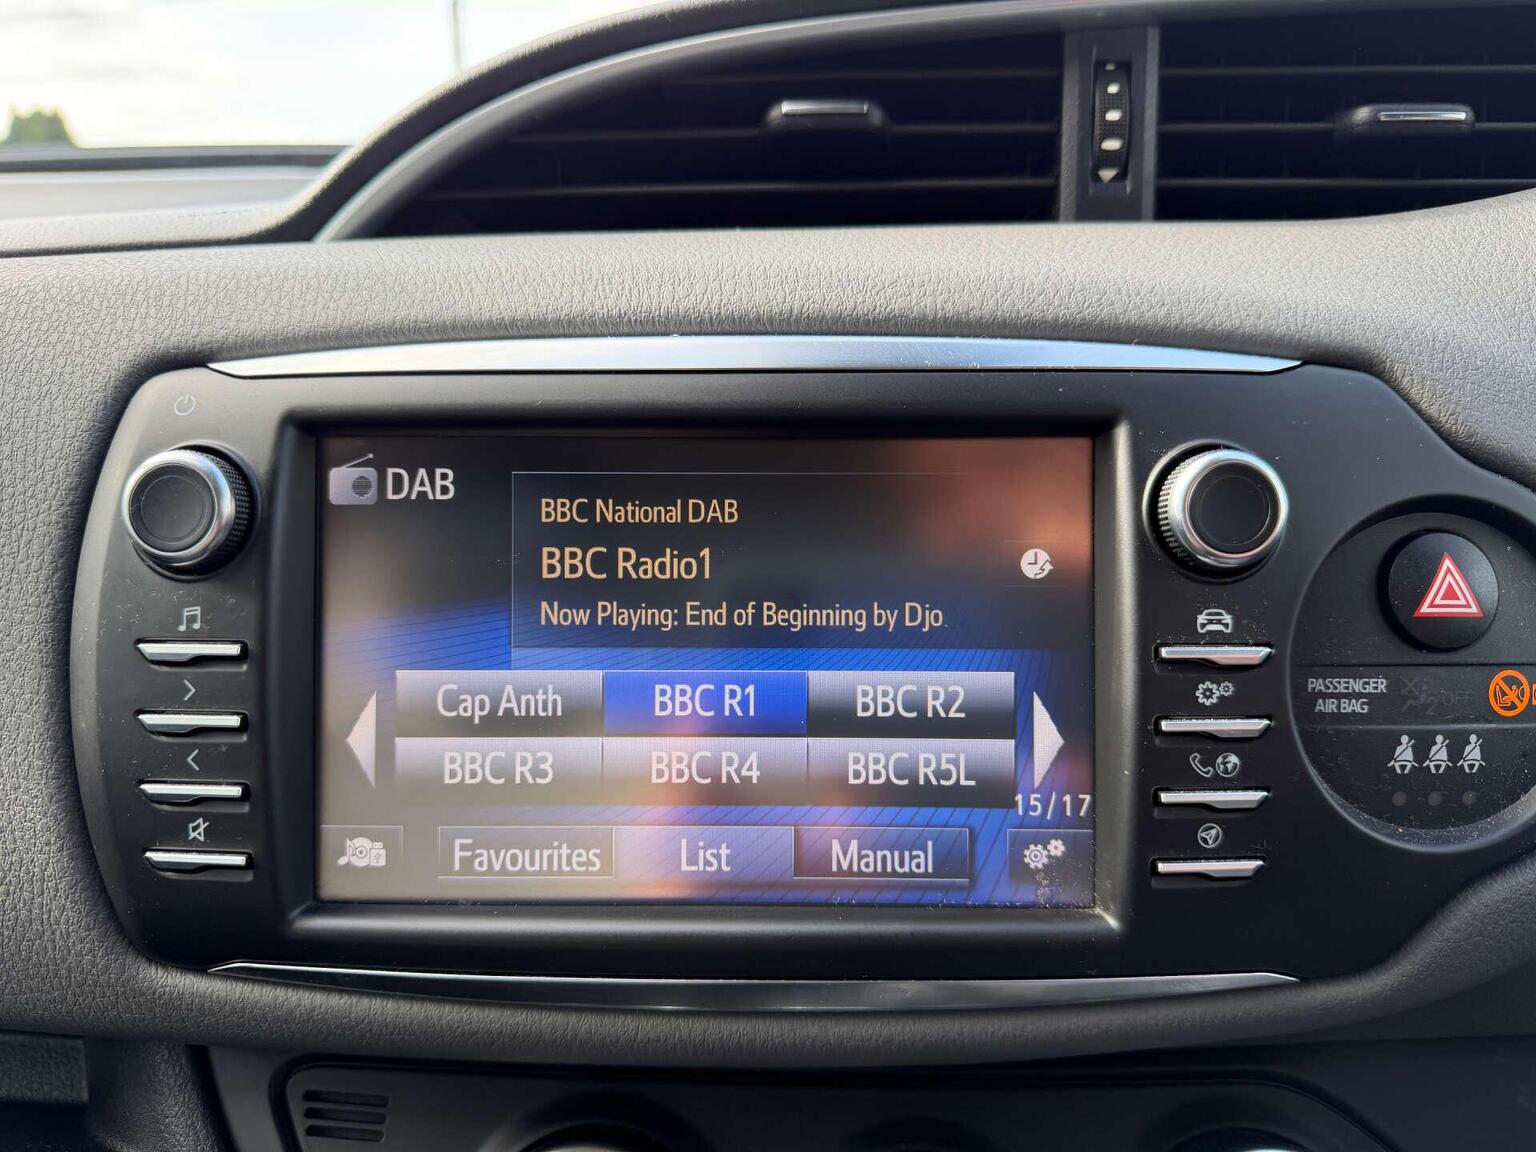 DAB
BBC National DAB
BBC Radio1
Now Playing: End of Beginning by Djo
Cap Anth
BBC R1
BBC R2
BBC R3
BBC R4
BBC R5L
15/17
Favourites
List
Manual
PASSENGER
AIR BAG